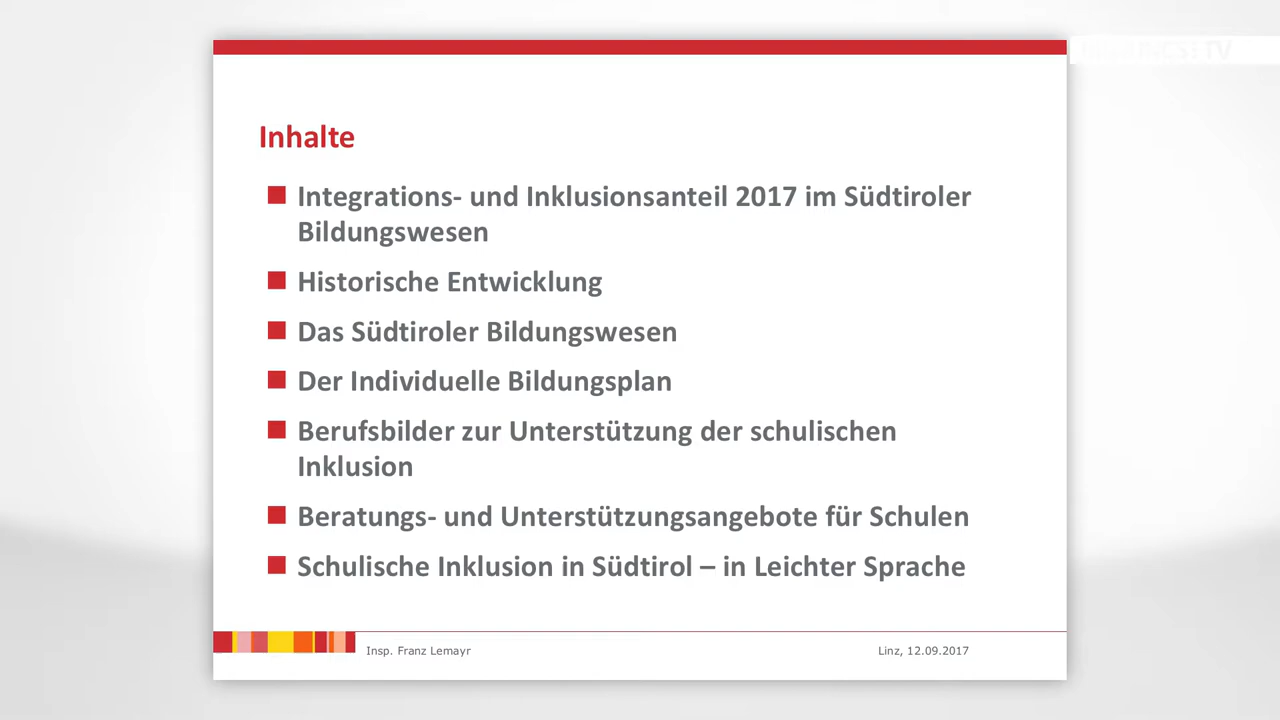 Inhalte
Integrations- und Inklusionsanteil 2017 im Südtiroler
Bildungswesen
Historische Entwicklung
Das Südtiroler Bildungswesen
Der Individuelle Bildungsplan
Berufsbilder zur Unterstützung der schulischen
Inklusion
Beratungs- und Unterstützungsangebote für Schulen
Schulische Inklusion in Südtirol – in Leichter Sprache
Insp. Franz Lemayr
Linz, 12.09.2017